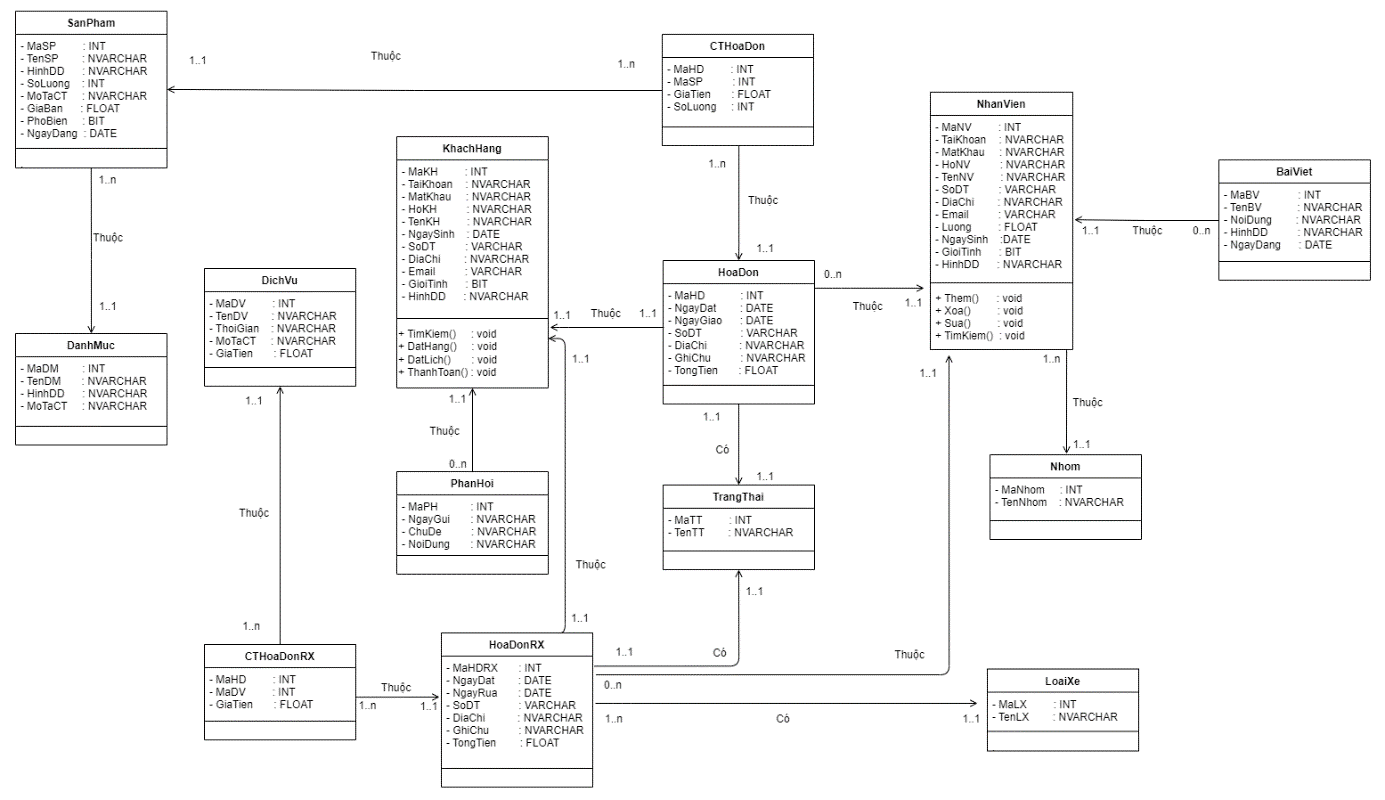 SanPham
- MaSP : INT
- TenSP : NVARCHAR
- HinhDD : NVARCHAR
- SoLuong : INT
- MoTaCT : NVARCHAR
- GiaBan : FLOAT
- PhoBien : BIT
- NgayDang : DATE
1..1
Thuộc
1..n
CTHoaDon
- MaHD : INT
- MaSP : INT
- GiaTien : FLOAT
- SoLuong : INT
1..n
Thuộc
1..1
1..n
Thuộc
1..1
DanhMuc
- MaDM : INT
- TenDM : NVARCHAR
- HinhDD : NVARCHAR
- MoTaCT : NVARCHAR
KhachHang
- MaKH : INT
- TaiKhoan : NVARCHAR
- MatKhau : NVARCHAR
- HoKH : NVARCHAR
- TenKH : NVARCHAR
- NgaySinh : DATE
- SoDT : VARCHAR
- DiaChi : NVARCHAR
- Email : VARCHAR
- GioiTinh : BIT
- HinhDD : NVARCHAR
+ TimKiem() : void
+ DatHang() : void
+ DatLich() : void
+ ThanhToan() : void
NhanVien
- MaNV : INT
- TaiKhoan : NVARCHAR
- MatKhau : NVARCHAR
- HoNV : NVARCHAR
- TenNV : NVARCHAR
- SoDT : VARCHAR
- DiaChi : NVARCHAR
- Email : VARCHAR
- Luong : FLOAT
- NgaySinh :DATE
- GioiTinh : BIT
- HinhDD : NVARCHAR
+ Them() : void
+ Xoa() : void
+ Sua() : void
+ TimKiem() : void
BaiViet
- MaBV : INT
- TenBV : NVARCHAR
- NoiDung : NVARCHAR
- HinhDD : NVARCHAR
- NgayDang : DATE
1..1
Thuộc
0..n
DichVu
- MaDV : INT
- TenDV : NVARCHAR
- ThoiGian : NVARCHAR
- MoTaCT : NVARCHAR
- GiaTien : FLOAT
HoaDon
- MaHD : INT
- NgayDat : DATE
- NgayGiao : DATE
- SoDT : VARCHAR
- DiaChi : NVARCHAR
- GhiChu : NVARCHAR
- TongTien : FLOAT
0..n
Thuộc
1..1
1..1
Thuộc
1..1
1..1
1..n
Thuộc
1..1
1..1
1..1
Thuộc
0..n
1..1
Có
1..1
1..1
Nhom
- MaNhom : INT
- TenNhom : NVARCHAR
PhanHoi
- MaPH : INT
- NgayGui : NVARCHAR
- ChuDe : NVARCHAR
- NoiDung : NVARCHAR
TrangThai
- MaTT : INT
- TenTT : NVARCHAR
Thuộc
1..n
Thuộc
1..1
1..1
1..1
Có
Thuộc
0..n
CTHoaDonRX
- MaHD : INT
- MaDV : INT
- GiaTien : FLOAT
Thuộc
1..n
1..1
HoaDonRX
- MaHDRX : INT
- NgayDat : DATE
- NgayRua : DATE
- SoDT : VARCHAR
- DiaChi : NVARCHAR
- GhiChu : NVARCHAR
- TongTien : FLOAT
1..n
Có
1..1
LoaiXe
- MaLX : INT
- TenLX : NVARCHAR